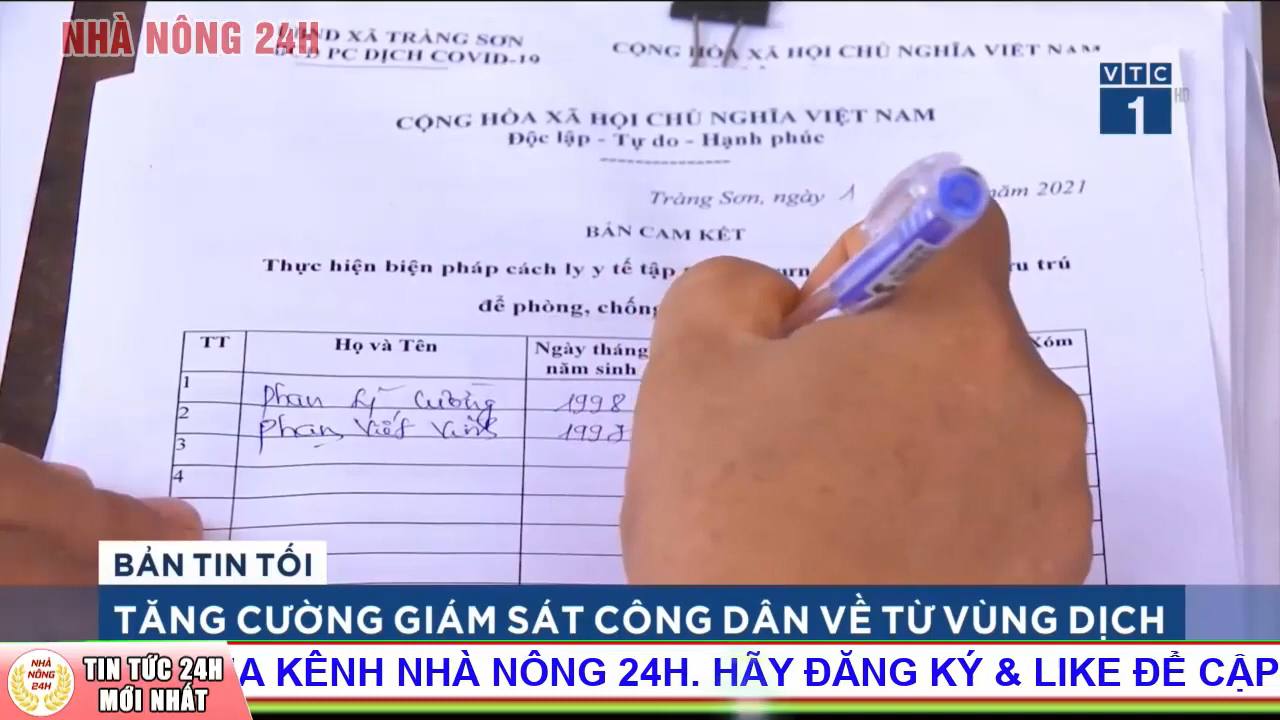 NHÀ NÔNG 24H
XÃ TRÀNG SƠN
PC DỊCH COVID-19
CỘNG HÒA XÃ HỘI CHỦ NGHĨA VIỆT NAM
VTC
1
HD
CỘNG HÒA XÃ HỘI CHỦ NGHĨA VIỆT NAM
Độc lập - Tự do - Hạnh phúc
Tràng Sơn, ngày 1 năm 2021
BẢN CAM KẾT
Thực hiện biện pháp cách ly y tế tập trú
để phòng, chống
TT Họ và Tên Ngày tháng năm sinh Xóm
1 Phan Cường 1998
2 Phan Viết 199
3
4
BẢN TIN TỐI
TĂNG CƯỜNG GIÁM SÁT CÔNG DÂN VỀ TỪ VÙNG DỊCH
NHÀ NÔNG 24H
TIN TỨC 24H
MỚI NHẤT
KÊNH NHÀ NÔNG 24H. HÃY ĐĂNG KÝ & LIKE ĐỂ CẬP